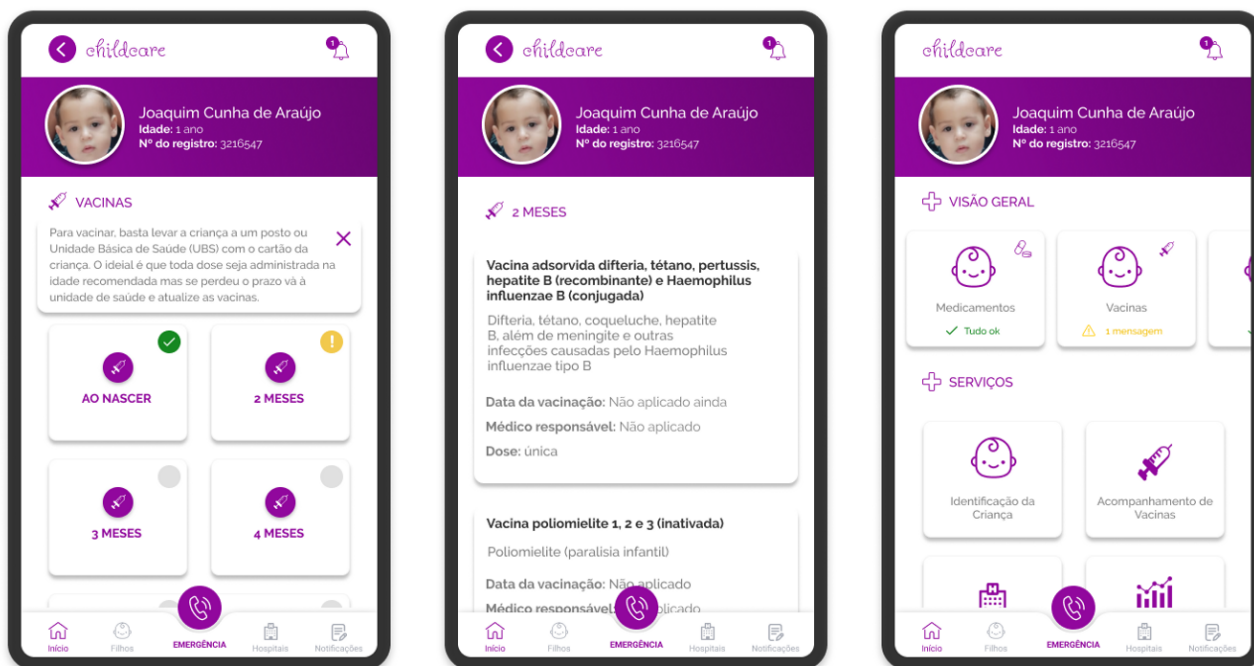 childcare
1
Joaquim Cunha de Araújo
Idade: 1 ano
Nº do registro: 3216547
VACINAS
Para vacinar, basta levar a criança a um posto ou
Unidade Básica de Saúde (UBS) com o cartão da
criança. O ideial é que toda dose seja administrada na
idade recomendada mas se perdeu o prazo vá à
unidade de saúde e atualize as vacinas.
AO NASCER
2 MESES
3 MESES
4 MESES
Início
Filhos
EMERGÊNCIA
Hospitais
Notificações
childcare
1
Joaquim Cunha de Araújo
Idade: 1 ano
Nº do registro: 3216547
2 MESES
Vacina adsorvida difteria, tétano, pertussis,
hepatite B (recombinante) e Haemophilus
influenzae B (conjugada)
Difteria, tétano, coqueluche, hepatite
B, além de meningite e outras
infecções causadas pelo Haemophilus
influenzae tipo B
Data da vacinação: Não aplicado ainda
Médico responsável: Não aplicado
Dose: única
Vacina poliomielite 1, 2 e 3 (inativada)
Poliomielite (paralisia infantil)
Data da vacinação: Não aplicado
Médico responsável
Início
Filhos
EMERGÊNCIA
Hospitais
Notificações
childcare
1
Joaquim Cunha de Araújo
Idade: 1 ano
Nº do registro: 3216547
VISÃO GERAL
Medicamentos
Tudo ok
Vacinas
1 mensagem
SERVIÇOS
Identificação da
Criança
Acompanhamento de
Vacinas
Início
Filhos
EMERGÊNCIA
Hospitais
Notificações